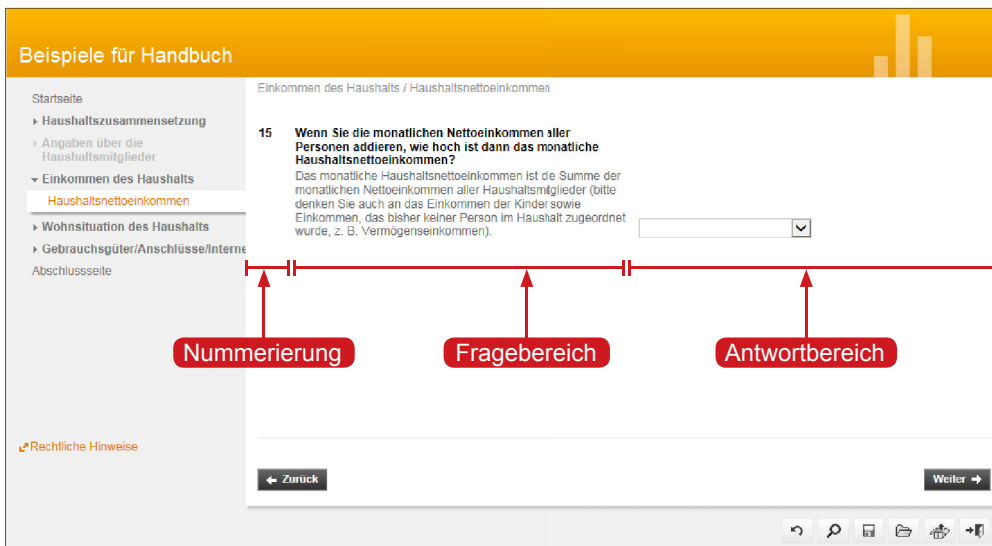 Beispiele für Handbuch
Startseite
Haushaltszusammensetzung
Angaben über die
Haushaltsmitglieder
Einkommen des Haushalts
Haushaltsnettoeinkommen
Wohnsituation des Haushalts
Gebrauchsgüter/Anschlüsse/Interne
Abschlussseite
Rechtliche Hinweise
Einkommen des Haushalts / Haushaltsnettoeinkommen
15 Wenn Sie die monatlichen Nettoeinkommen aller
Personen addieren, wie hoch ist dann das monatliche
Haushaltsnettoeinkommen?
Das monatliche Haushaltsnettoeinkommen ist die Summe der
monatlichen Nettoeinkommen aller Haushaltsmitglieder (bitte
denken Sie auch an das Einkommen der Kinder sowie
Einkommen, das bisher keiner Person im Haushalt zugeordnet
wurde, z. B. Vermögenseinkommen).
Nummerierung
Fragebereich
Antwortbereich
Zurück
Weiter